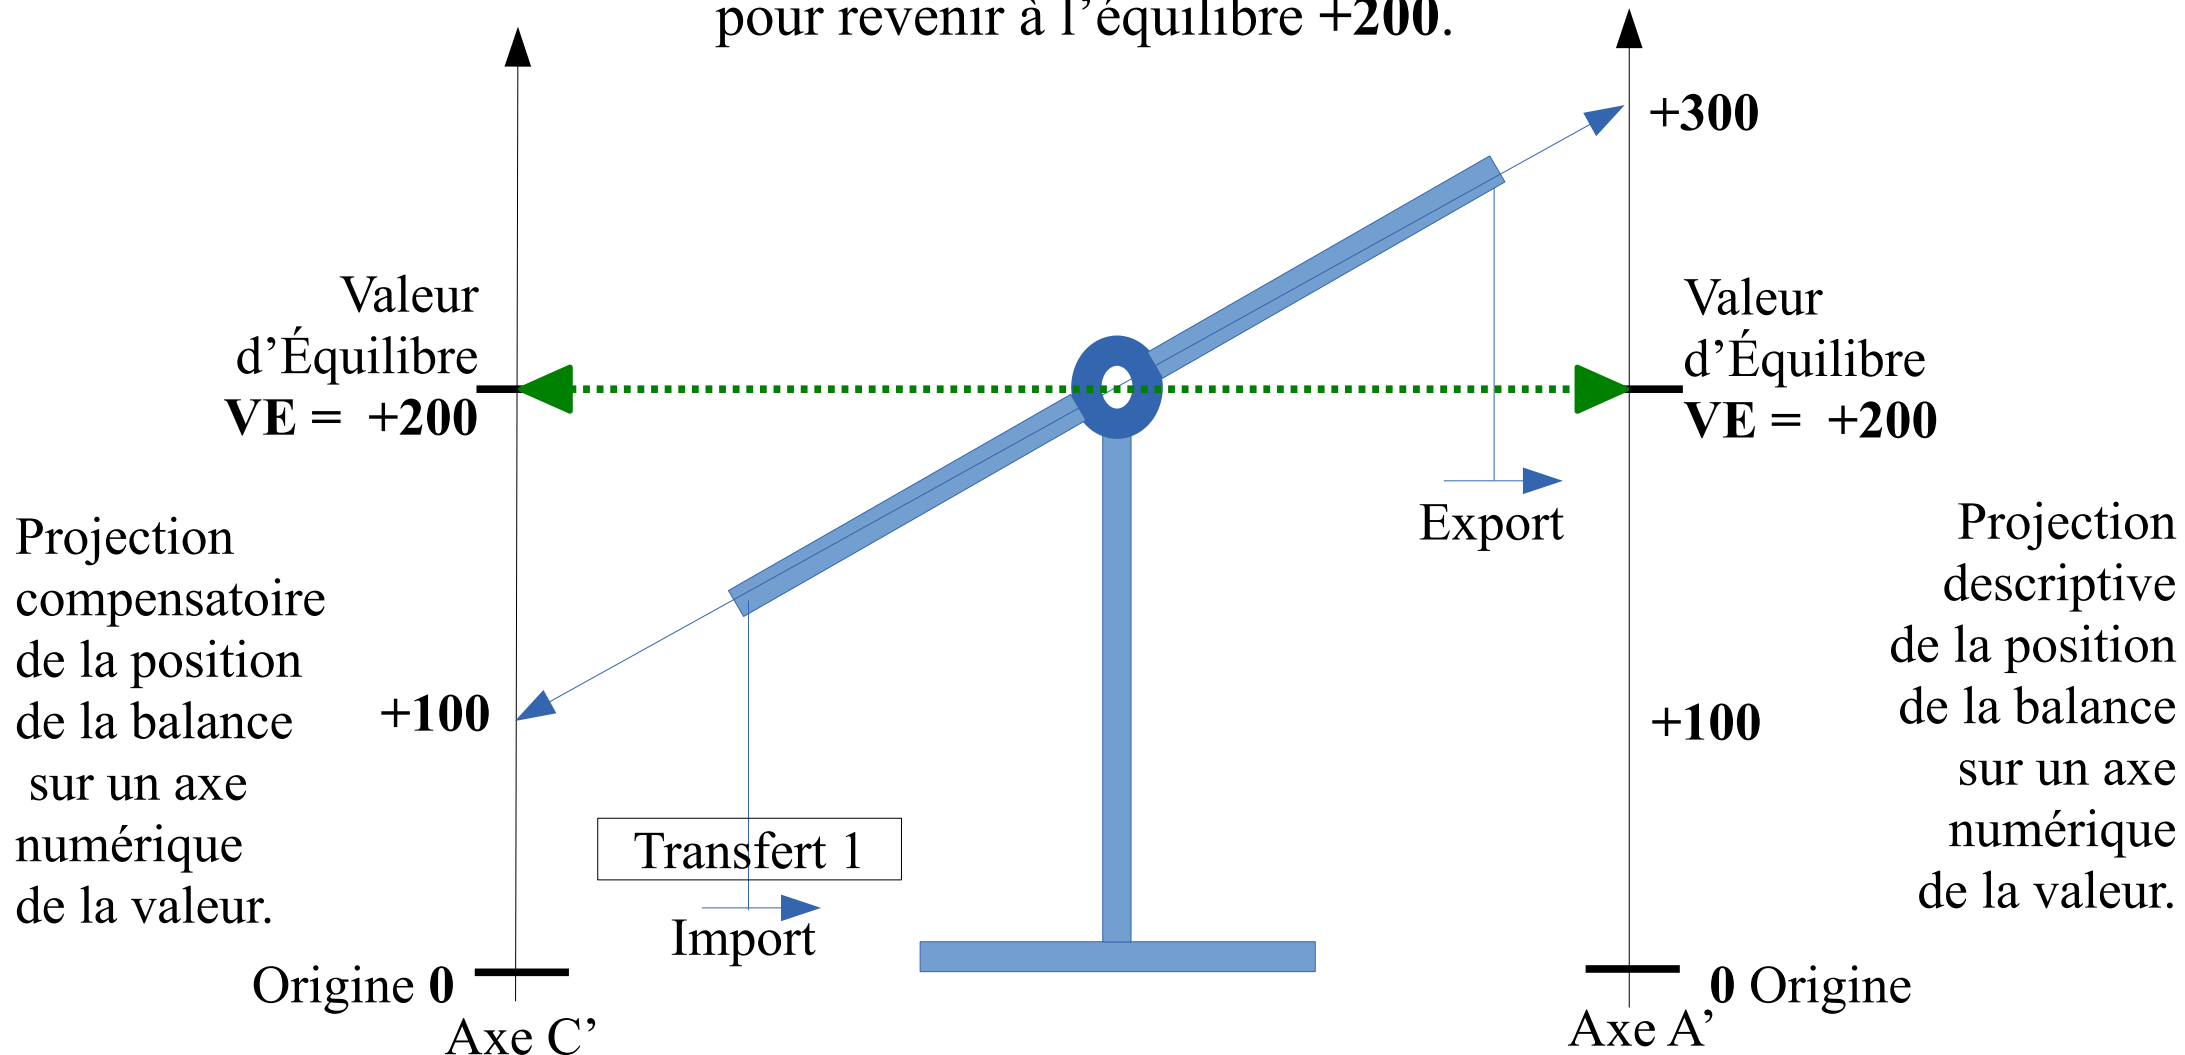 pour revenir à l’équilibre +200.
+300
Valeur
d’Équilibre
VE = +200
Valeur
d’Équilibre
VE = +200
Export
Projection
compensatoire
de la position
de la balance
sur un axe
numérique
de la valeur.
+100
+100
Projection
descriptive
de la position
de la balance
sur un axe
numérique
de la valeur.
Transfert 1
Import
Origine 0
0 Origine
Axe C’
Axe A’